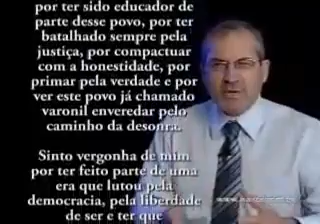 por ter sido educador de
parte desse povo, por ter
batalhado sempre pela
justiça, por compactuar
com a honestidade, por
primar pela verdade e por
ver este povo já chamado
varonil enveredar pelo
caminho da desonra.
Sinto vergonha de mim
por ter feito parte de uma
era que lutou pela
democracia, pela liberdade
de ser e ter que